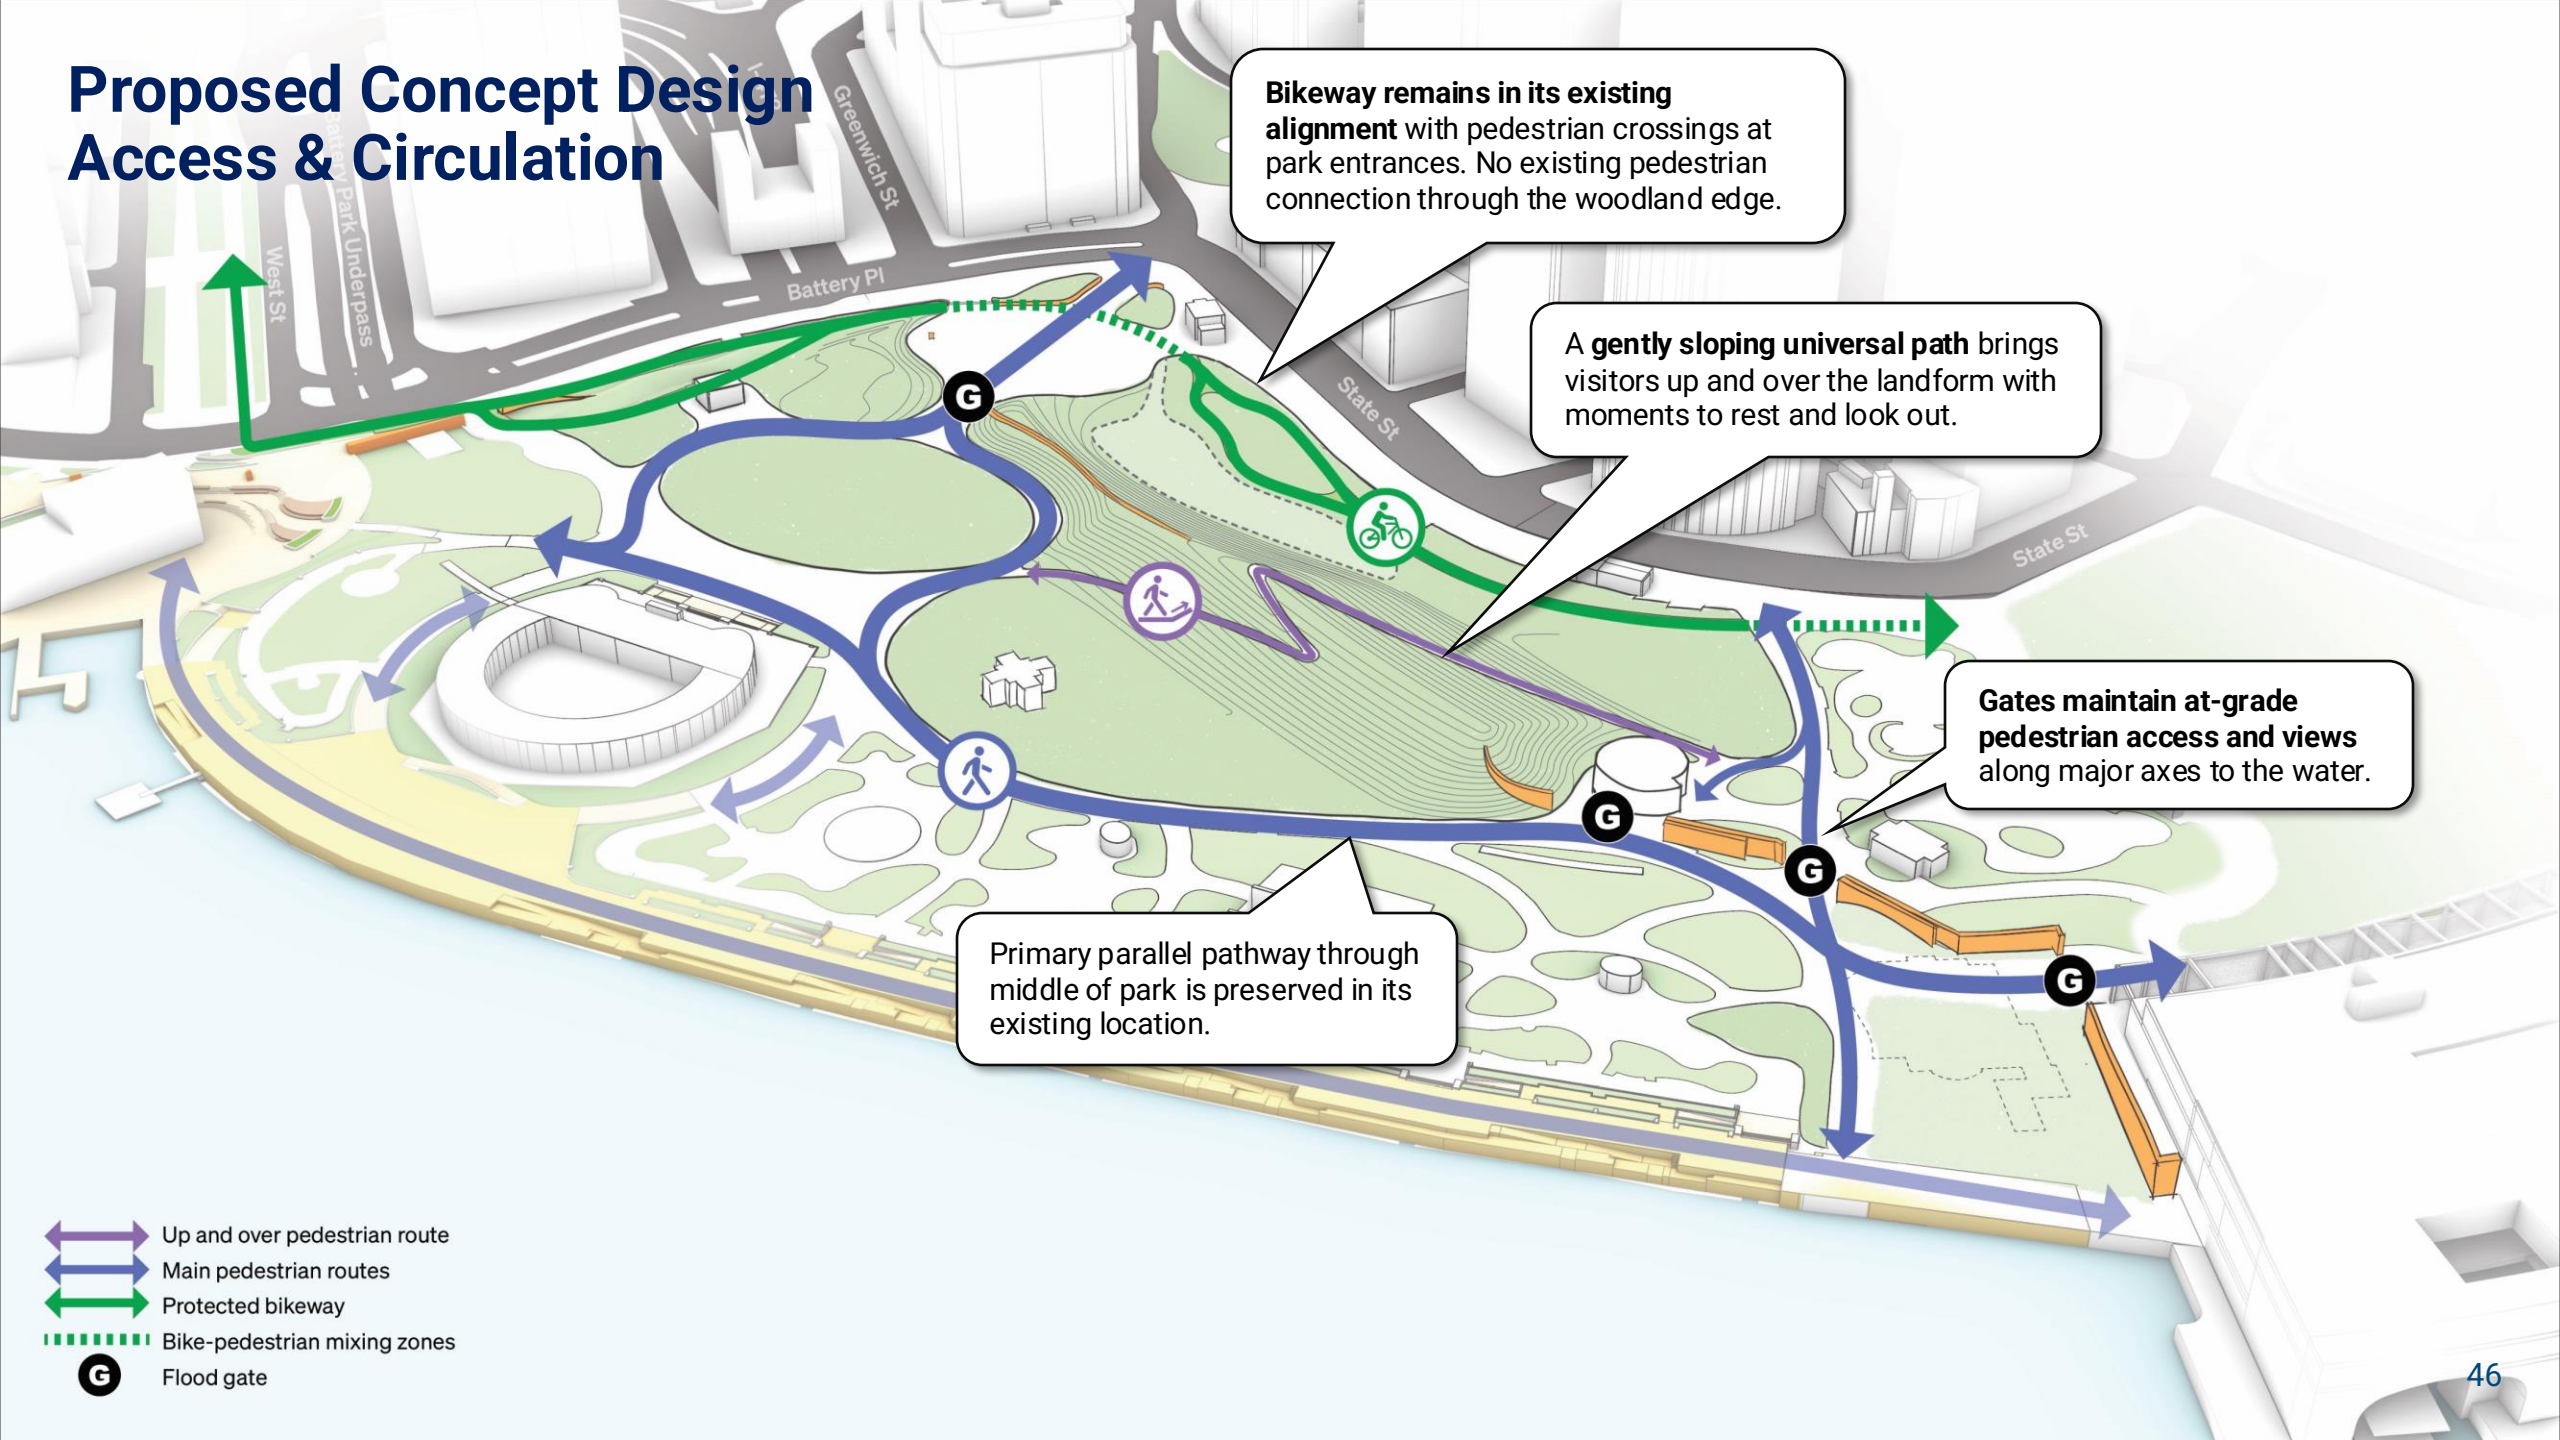 Proposed Concept Design
Access & Circulation
Battery Park Underpass
West St
Greenwich St
Battery Pl
State St
State St
Bikeway remains in its existing
alignment with pedestrian crossings at
park entrances. No existing pedestrian
connection through the woodland edge.
A gently sloping universal path brings
visitors up and over the landform with
moments to rest and look out.
Gates maintain at-grade
pedestrian access and views
along major axes to the water.
Primary parallel pathway through
middle of park is preserved in its
existing location.
G
G
G
G
Up and over pedestrian route
Main pedestrian routes
Protected bikeway
Bike-pedestrian mixing zones
G Flood gate
46